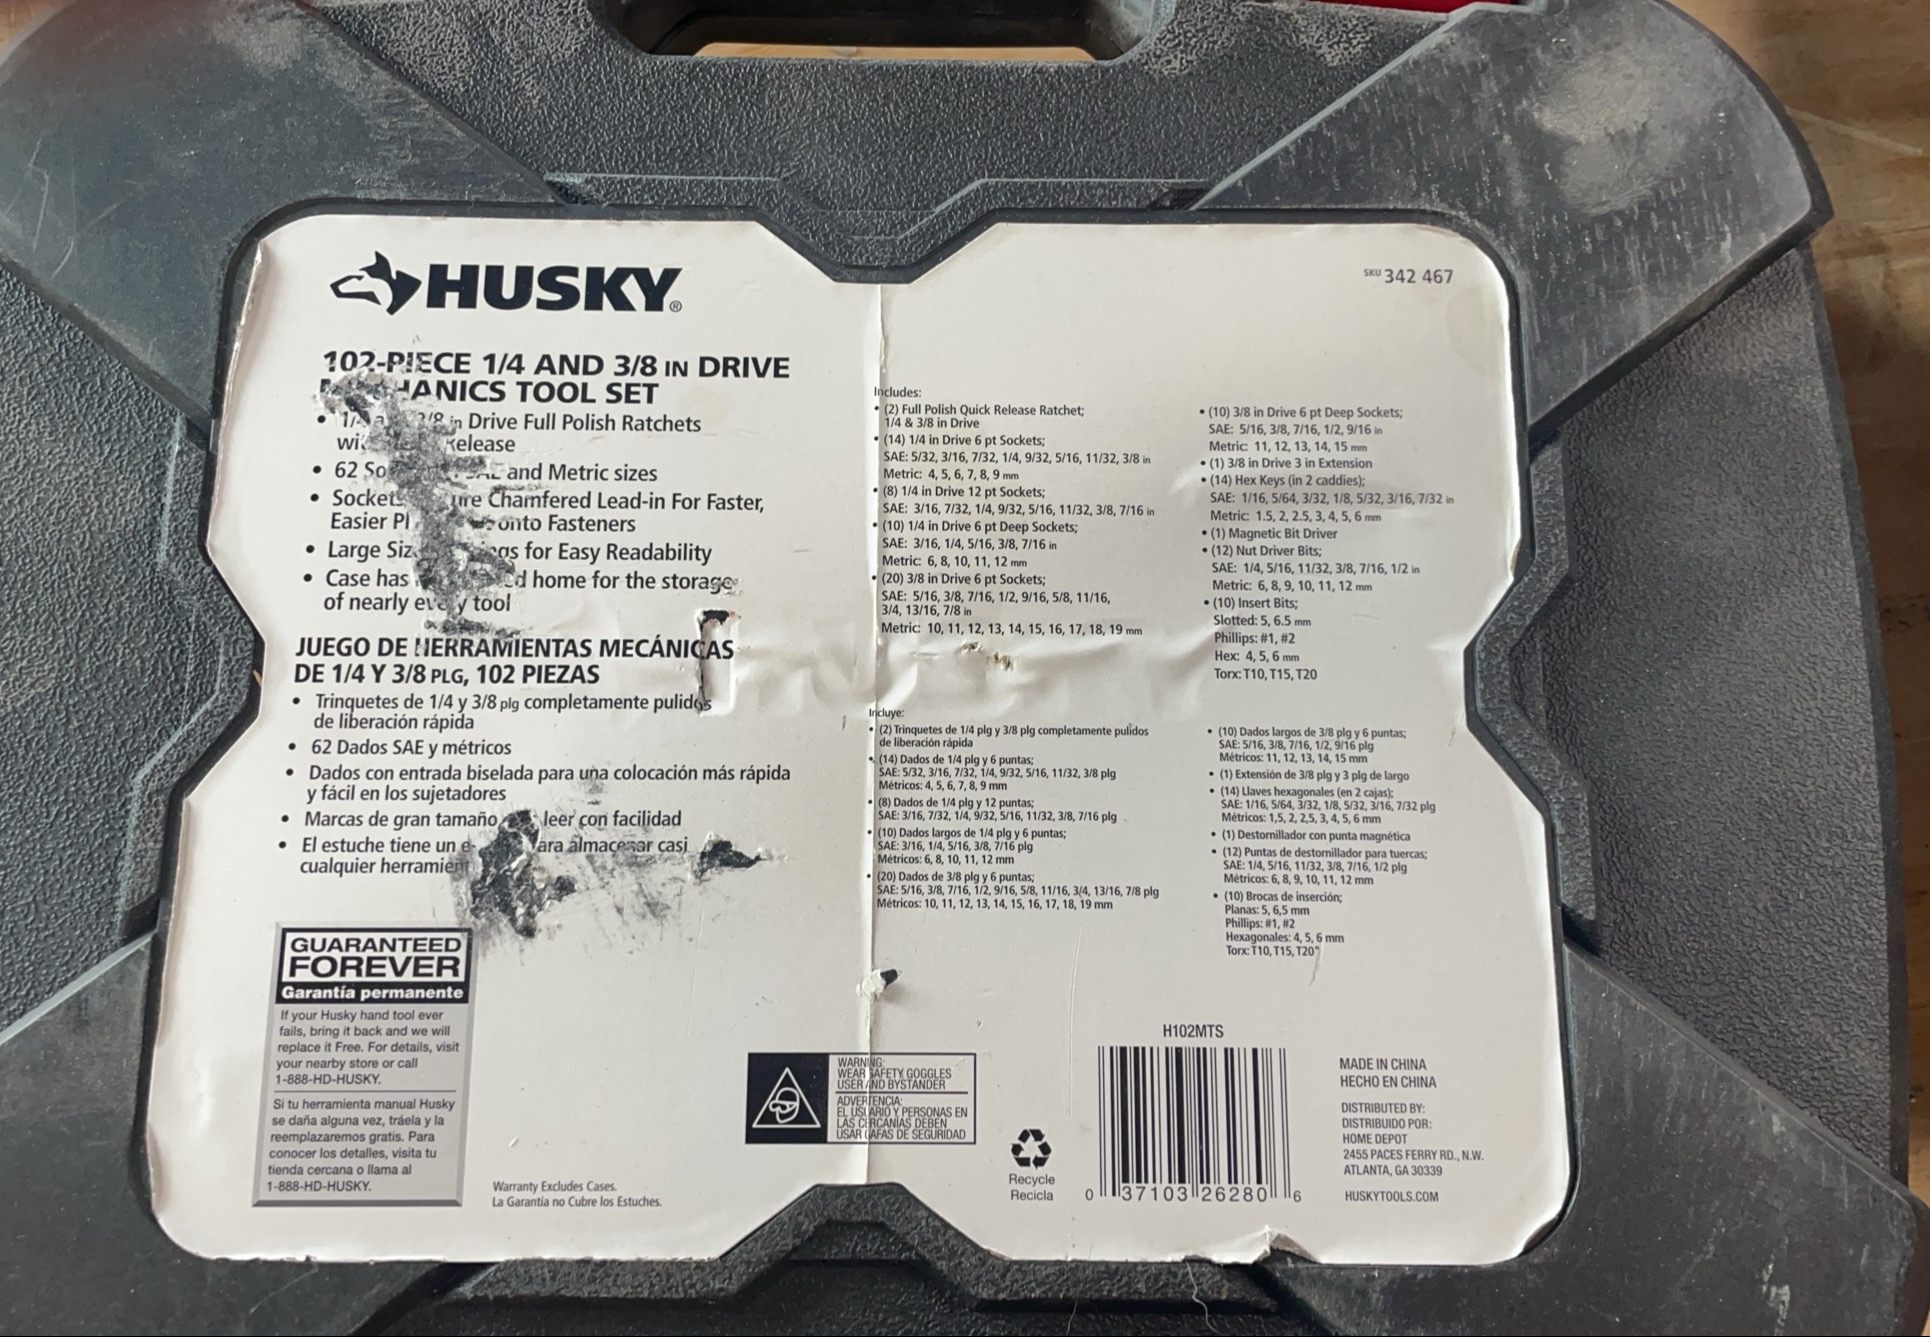 HUSKY®
SKU 342 467
102-PIECE 1/4 AND 3/8 IN DRIVE
TOOL SET
• 3/8 in Drive Full Polish Ratchets
• 62 and Metric sizes
• Chamfered Lead-in For Faster,
Easier onto Fasteners
• Large for Easy Readability
• Case has home for the storage
of nearly every tool
JUEGO DE HERRAMIENTAS MECÁNICAS
DE 1/4 Y 3/8 PLG, 102 PIEZAS
• Trinquetes de 1/4 y 3/8 plg completamente pulidos
de liberación rápida
• 62 Dados SAE y métricos
• Dados con entrada biselada para una colocación más rápida
y fácil en los sujetadores
• Marcas de gran tamaño leer con facilidad
• El estuche tiene un almacenar casi
cualquier
GUARANTEED
FOREVER
Garantía permanente
If your Husky hand tool ever
fails, bring it back and we will
replace it Free. For details, visit
your nearby store or call
1-888-HD-HUSKY.
Si tu herramienta manual Husky
se daña alguna vez, tráela y la
reemplazaremos gratis. Para
conocer los detalles, visita tu
tienda cercana o llama al
1-888-HD-HUSKY.
Warranty Excludes Cases.
La Garantía no Cubre los Estuches.
Includes:
• (2) Full Polish Quick Release Ratchet;
1/4 & 3/8 in Drive
• (14) 1/4 in Drive 6 pt Sockets;
SAE: 5/32, 3/16, 7/32, 1/4, 9/32, 5/16, 11/32, 3/8 in
Metric: 4, 5, 6, 7, 8, 9 mm
• (8) 1/4 in Drive 12 pt Sockets;
SAE: 3/16, 7/32, 1/4, 9/32, 5/16, 11/32, 3/8, 7/16 in
• (10) 1/4 in Drive 6 pt Deep Sockets;
SAE: 3/16, 1/4, 5/16, 3/8, 7/16 in
Metric: 6, 8, 10, 11, 12 mm
• (20) 3/8 in Drive 6 pt Sockets;
SAE: 5/16, 3/8, 7/16, 1/2, 9/16, 5/8, 11/16,
3/4, 13/16, 7/8 in
Metric: 10, 11, 12, 13, 14, 15, 16, 17, 18, 19 mm
• (10) 3/8 in Drive 6 pt Deep Sockets;
SAE: 5/16, 3/8, 7/16, 1/2, 9/16 in
Metric: 11, 12, 13, 14, 15 mm
• (1) 3/8 in Drive 3 in Extension
• (14) Hex Keys (in 2 caddies);
SAE: 1/16, 5/64, 3/32, 1/8, 5/32, 3/16, 7/32 in
Metric: 1.5, 2, 2.5, 3, 4, 5, 6 mm
• (1) Magnetic Bit Driver
• (12) Nut Driver Bits;
SAE: 1/4, 5/16, 11/32, 3/8, 7/16, 1/2 in
Metric: 6, 8, 9, 10, 11, 12 mm
• (10) Insert Bits;
Slotted: 5, 6.5 mm
Phillips: #1, #2
Hex: 4, 5, 6 mm
Torx: T10, T15, T20
Incluye:
• (2) Trinquetes de 1/4 plg y 3/8 plg completamente pulidos
de liberación rápida
• (14) Dados de 1/4 plg y 6 puntas;
SAE: 5/32, 3/16, 7/32, 1/4, 9/32, 5/16, 11/32, 3/8 plg
Métricos: 4, 5, 6, 7, 8, 9 mm
• (8) Dados de 1/4 plg y 12 puntas;
SAE: 3/16, 7/32, 1/4, 9/32, 5/16, 11/32, 3/8, 7/16 plg
• (10) Dados largos de 1/4 plg y 6 puntas;
SAE: 3/16, 1/4, 5/16, 3/8, 7/16 plg
Métricos: 6, 8, 10, 11, 12 mm
• (20) Dados de 3/8 plg y 6 puntas;
SAE: 5/16, 3/8, 7/16, 1/2, 9/16, 5/8, 11/16, 3/4, 13/16, 7/8 plg
Métricos: 10, 11, 12, 13, 14, 15, 16, 17, 18, 19 mm
• (10) Dados largos de 3/8 plg y 6 puntas;
SAE: 5/16, 3/8, 7/16, 1/2, 9/16 plg
Métricos: 11, 12, 13, 14, 15 mm
• (1) Extensión de 3/8 plg y 3 plg de largo
• (14) Llaves hexagonales (en 2 cajas);
SAE: 1/16, 5/64, 3/32, 1/8, 5/32, 3/16, 7/32 plg
Métricos: 1,5, 2, 2,5, 3, 4, 5, 6 mm
• (1) Destornillador con punta magnética
• (12) Puntas de destornillador para tuercas;
SAE: 1/4, 5/16, 11/32, 3/8, 7/16, 1/2 plg
Métricos: 6, 8, 9, 10, 11, 12 mm
• (10) Brocas de inserción;
Planas: 5, 6,5 mm
Phillips: #1, #2
Hexagonales: 4, 5, 6 mm
Torx: T10, T15, T20
WARNING:
WEAR SAFETY GOGGLES
USER AND BYSTANDER
ADVERTENCIA:
EL USUARIO Y PERSONAS EN
LAS CERCANÍAS DEBEN
USAR GAFAS DE SEGURIDAD
Recycle
Recicla
H102MTS
0 37103 26280 6
MADE IN CHINA
HECHO EN CHINA
DISTRIBUTED BY:
DISTRIBUIDO POR:
HOME DEPOT
2455 PACES FERRY RD., N.W.
ATLANTA, GA 30339
HUSKYTOOLS.COM